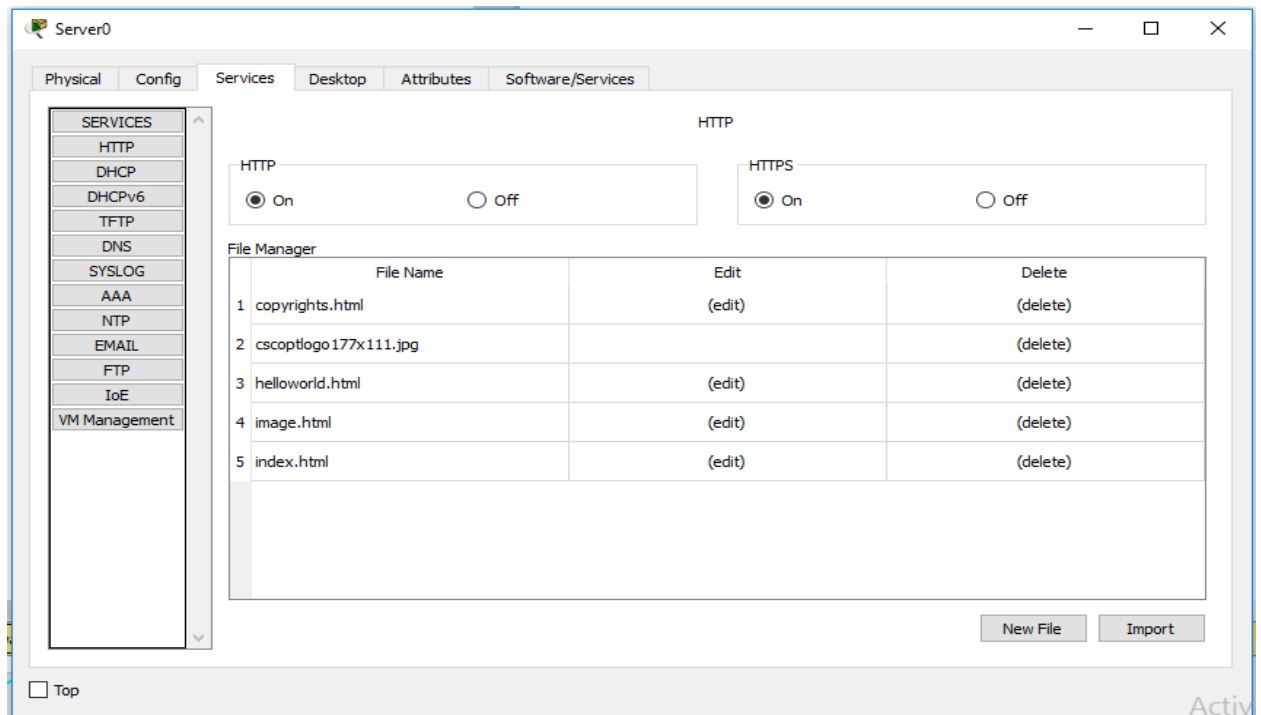 Server0
Physical Config Services Desktop Attributes Software/Services
SERVICES
HTTP
DHCP
DHCPv6
TFTP
DNS
SYSLOG
AAA
NTP
EMAIL
FTP
IoE
VM Management
HTTP
HTTP HTTPS
On Off On Off
File Manager
File Name Edit Delete
1 copyrights.html (edit) (delete)
2 cscoptlogo177x111.jpg (delete)
3 helloworld.html (edit) (delete)
4 image.html (edit) (delete)
5 index.html (edit) (delete)
New File Import
Top
Activ